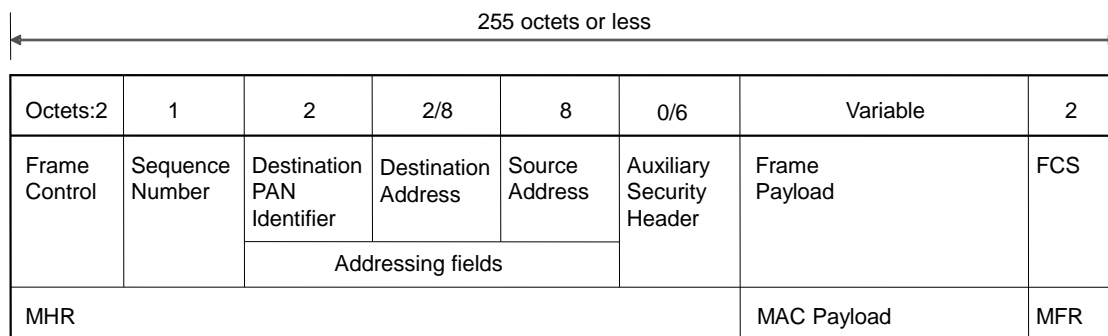 255 octets or less
Octets:2 1 2 2/8 8 0/6 Variable 2
Frame Control
Sequence Number
Destination PAN Identifier
Destination Address
Source Address
Auxiliary Security Header
Frame Payload
FCS
Addressing fields
MHR MAC Payload MFR